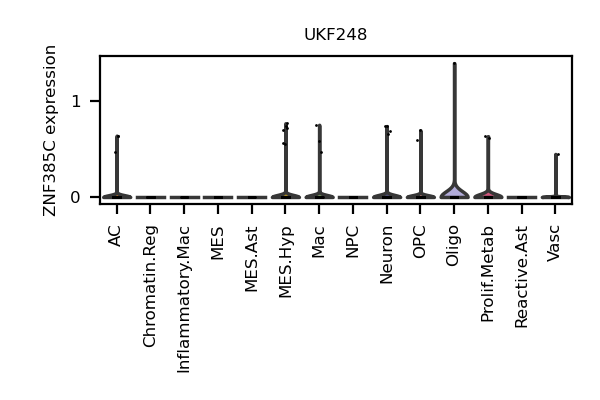 UKF248
ZNF385C expression
1
0
AC
Chromatin.Reg
Inflammatory.Mac
MES
MES.Ast
MES.Hyp
Mac
NPC
Neuron
OPC
Oligo
Prolif.Metab
Reactive.Ast
Vasc